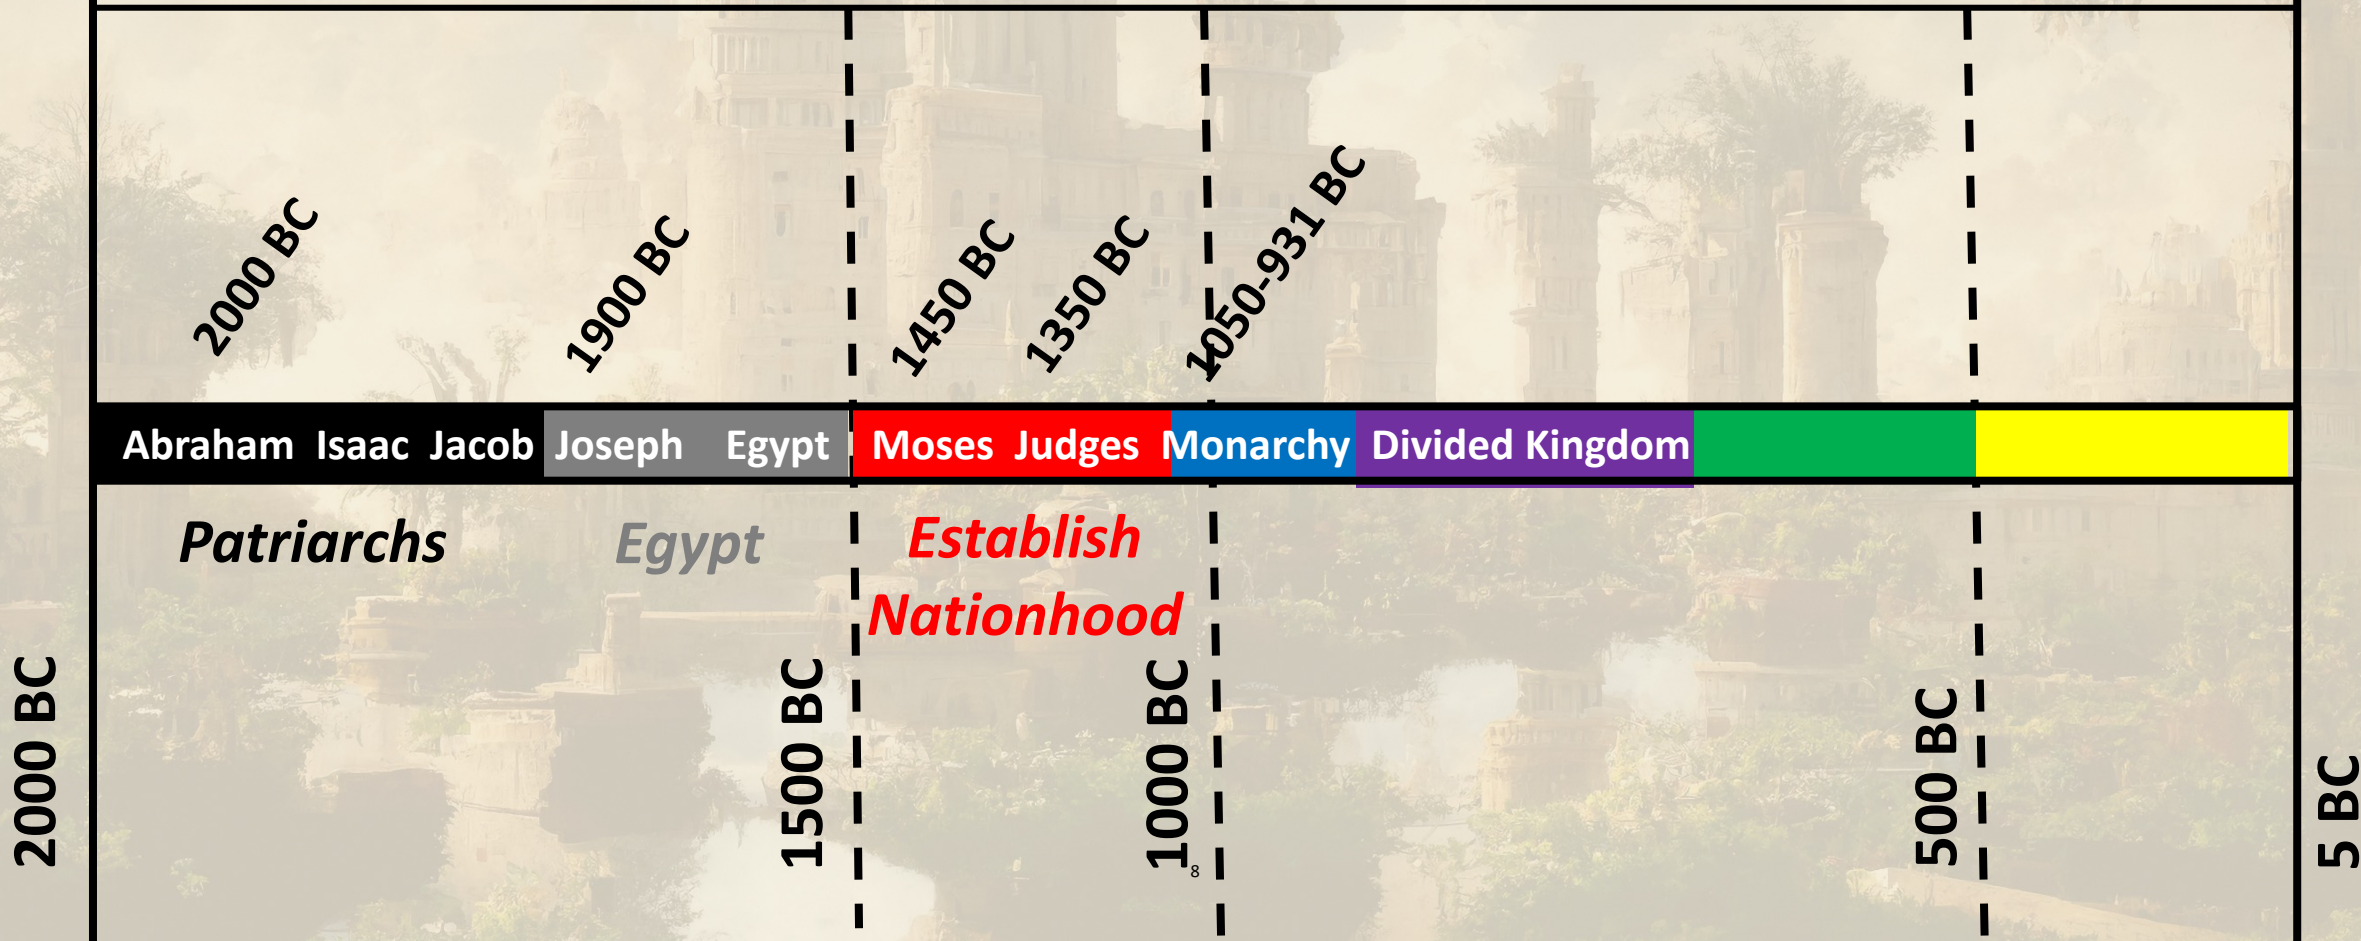 2000 BC
1900 BC
1450 BC
1350 BC
1050-931 BC
Abraham Isaac Jacob Joseph Egypt Moses Judges Monarchy Divided Kingdom
Patriarchs
Egypt
Establish
Nationhood
2000 BC
1500 BC
1000 BC
500 BC
5 BC
8